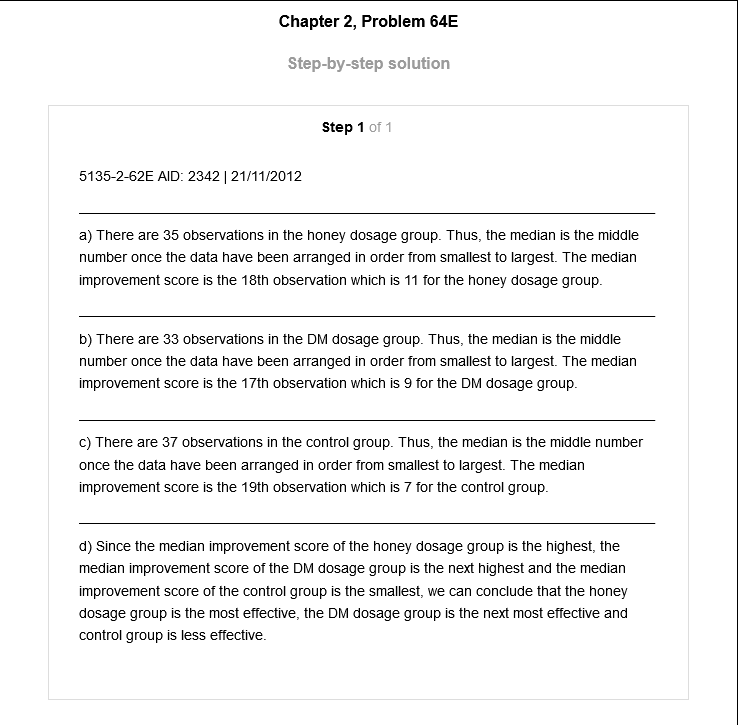 Chapter 2, Problem 64E
Step-by-step solution
Step 1 of 1
5135-2-62E AID: 2342 | 21/11/2012
a) There are 35 observations in the honey dosage group. Thus, the median is the middle
number once the data have been arranged in order from smallest to largest. The median
improvement score is the 18th observation which is 11 for the honey dosage group.
b) There are 33 observations in the DM dosage group. Thus, the median is the middle
number once the data have been arranged in order from smallest to largest. The median
improvement score is the 17th observation which is 9 for the DM dosage group.
c) There are 37 observations in the control group. Thus, the median is the middle number
once the data have been arranged in order from smallest to largest. The median
improvement score is the 19th observation which is 7 for the control group.
d) Since the median improvement score of the honey dosage group is the highest, the
median improvement score of the DM dosage group is the next highest and the median
improvement score of the control group is the smallest, we can conclude that the honey
dosage group is the most effective, the DM dosage group is the next most effective and
control group is less effective.